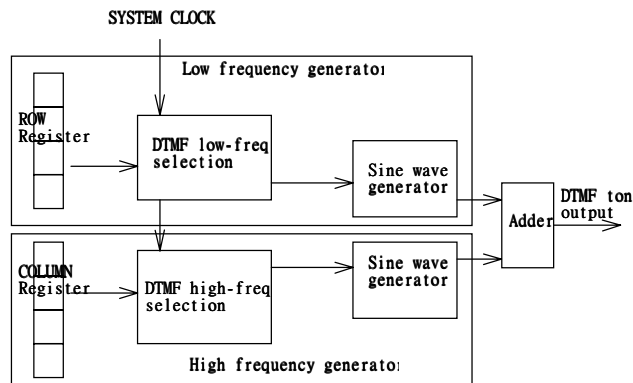 SYSTEM CLOCK
Low frequency generator
ROW
Register
DTMF low-freq
selection
Sine wave
generator
Adder
DTMF ton
output
COLUMN
Register
DTMF high-freq
selection
Sine wave
generator
High frequency generator